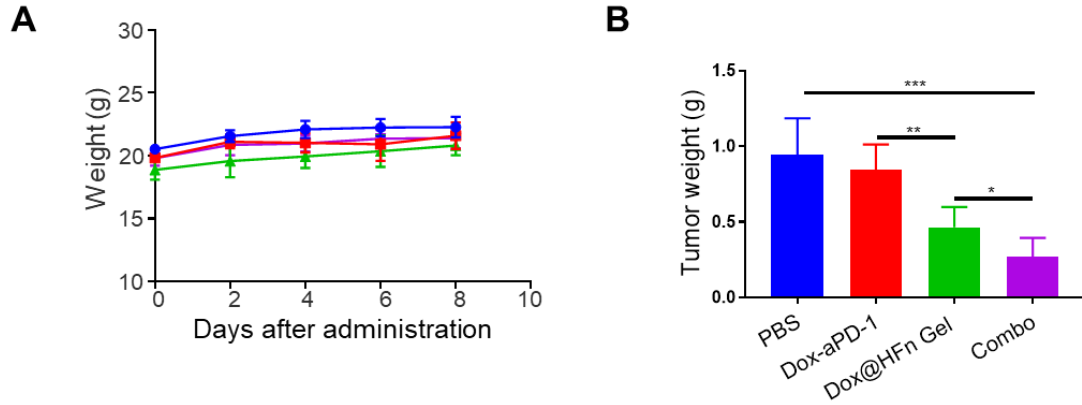 A
B
30
25
20
15
10
Weight (g)
0 2 4 6 8 10
Days after administration
1.5
1.0
0.5
0.0
Tumor weight (g)
***
**
*
PBS
Dox-aPD-1
Dox@HFn Gel
Combo